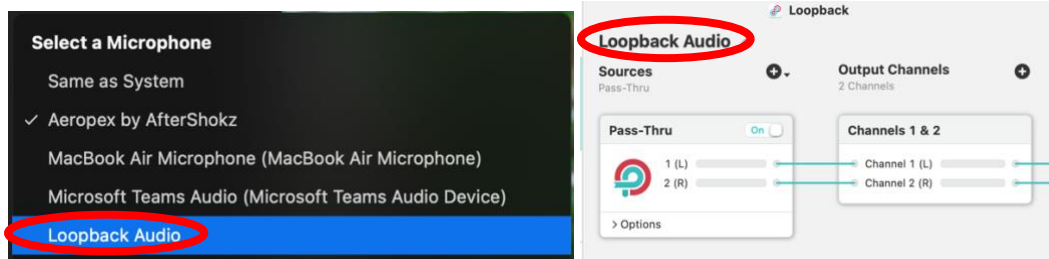 Select a Microphone
Same as System
✓ Aeropex by AfterShokz
MacBook Air Microphone (MacBook Air Microphone)
Microsoft Teams Audio (Microsoft Teams Audio Device)
Loopback Audio
Loopback
Loopback Audio
Sources
Pass-Thru
Output Channels
2 Channels
Pass-Thru
On
1 (L)
2 (R)
> Options
Channels 1 & 2
Channel 1 (L)
Channel 2 (R)